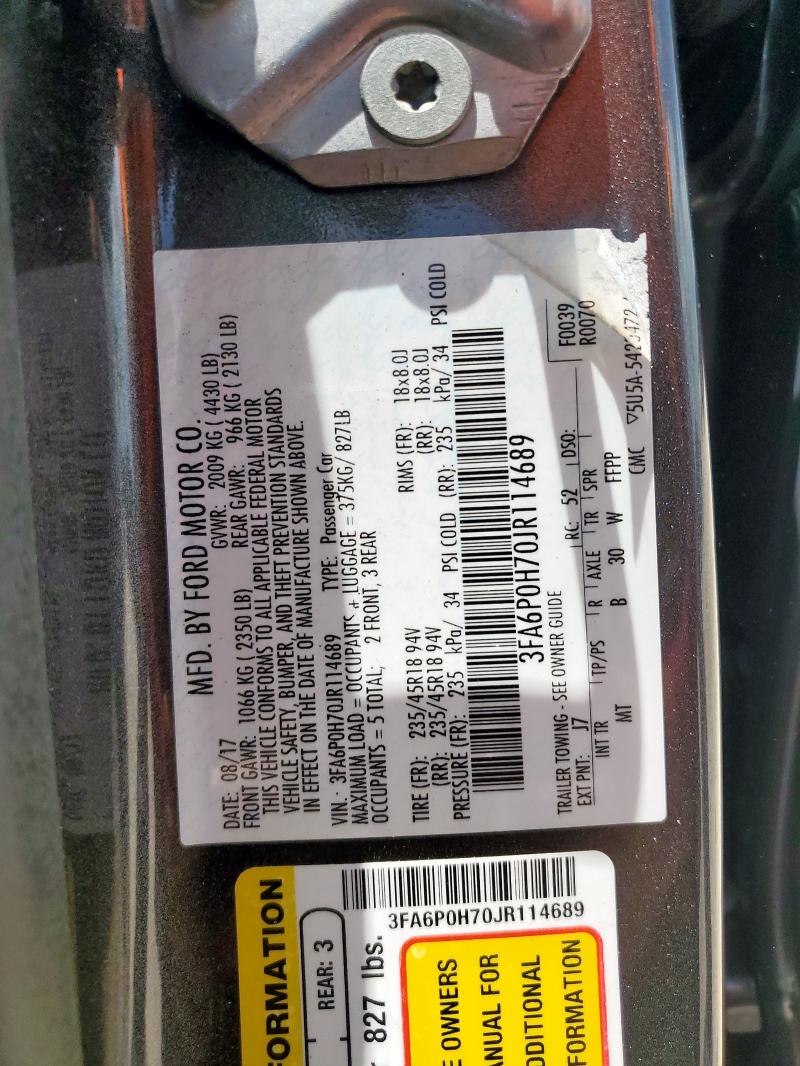 MFD. BY FORD MOTOR CO.
DATE: 08/17 GVWR: 2009 KG ( 4430 LB)
FRONT GAWR: 1066 KG ( 2350 LB) REAR GAWR: 966 KG ( 2130 LB)
THIS VEHICLE CONFORMS TO ALL APPLICABLE FEDERAL MOTOR
VEHICLE SAFETY, BUMPER, AND THEFT PREVENTION STANDARDS
IN EFFECT ON THE DATE OF MANUFACTURE SHOWN ABOVE.
VIN: 3FA6P0H70JR114689 TYPE: Passenger Car
MAXIMUM LOAD = OCCUPANTS + LUGGAGE = 375KG/ 827LB
OCCUPANTS = 5 TOTAL; 2 FRONT, 3 REAR
TIRE (FR): 235/45R18 94V RIMS (FR): 18x8.0J
(RR): 235/45R18 94V (RR): 18x8.0J
PRESSURE (FR): 235 kPa/ 34 PSI COLD (RR): 235 kPa/ 34 PSI COLD
3FA6P0H70JR114689
TRAILER TOWING - SEE OWNER GUIDE
EXT PNT: J7 RC: 52 DSO:
F0039
R0070
INT TR TP/PS R AXLE TR SPR
MT B 30 W FFPP
CMC
FORMATION
REAR: 3
827 lbs.
3FA6P0H70JR114689
OWNERS
FOR